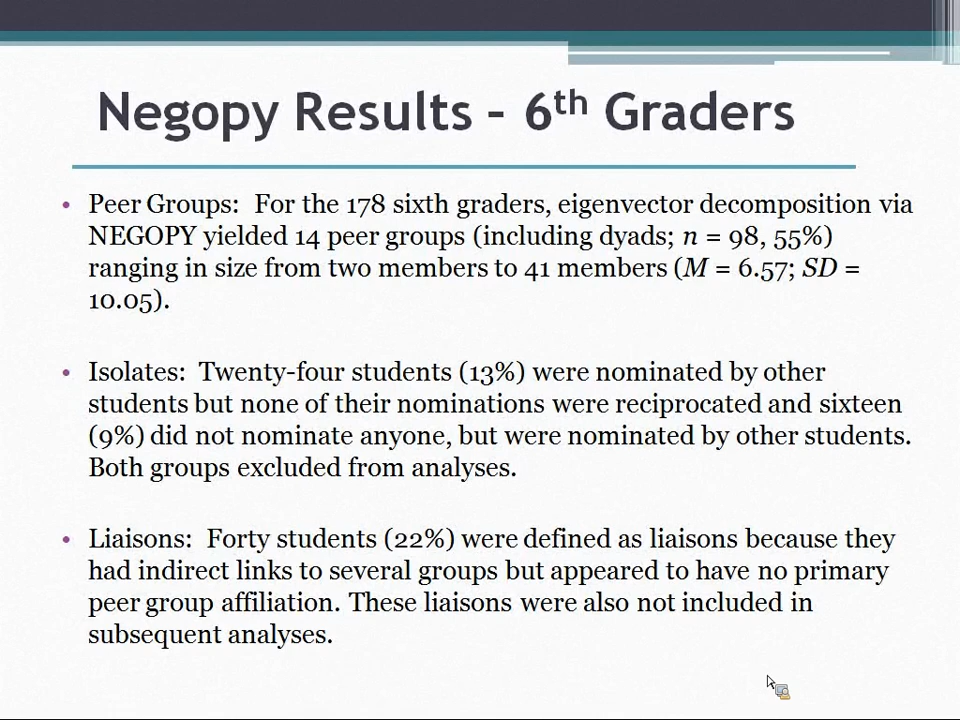 Negopy Results – 6th Graders
• Peer Groups: For the 178 sixth graders, eigenvector decomposition via
NEGOPY yielded 14 peer groups (including dyads; n = 98, 55%)
ranging in size from two members to 41 members (M = 6.57; SD =
10.05).
• Isolates: Twenty-four students (13%) were nominated by other
students but none of their nominations were reciprocated and sixteen
(9%) did not nominate anyone, but were nominated by other students.
Both groups excluded from analyses.
• Liaisons: Forty students (22%) were defined as liaisons because they
had indirect links to several groups but appeared to have no primary
peer group affiliation. These liaisons were also not included in
subsequent analyses.